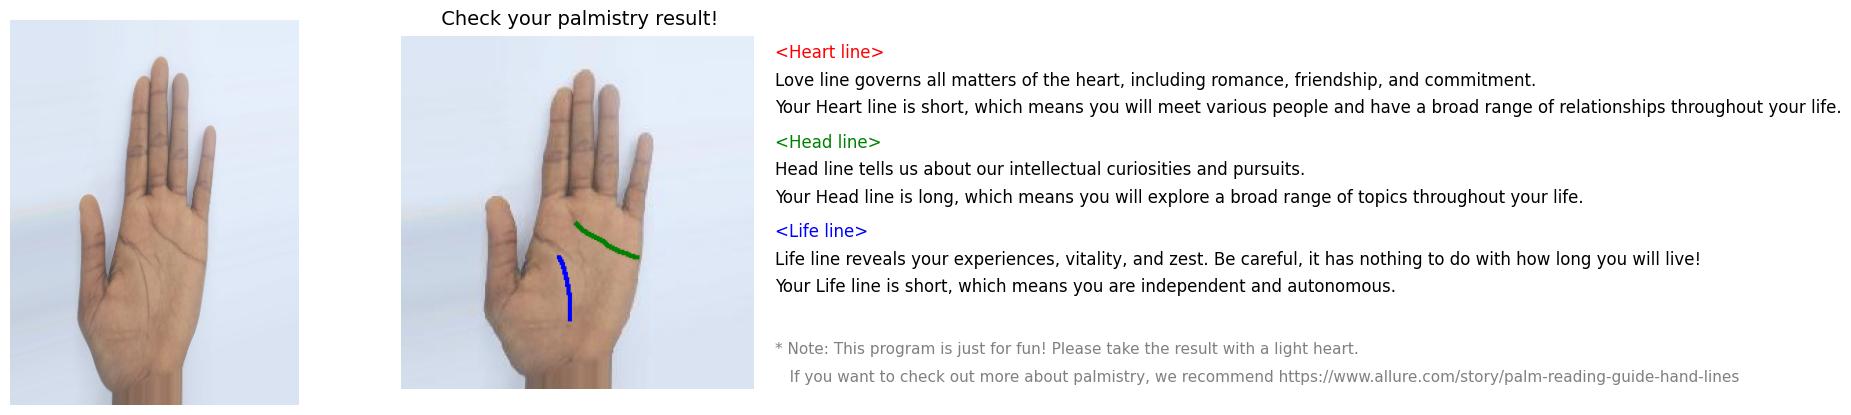 Check your palmistry result!
<Heart line>
Love line governs all matters of the heart, including romance, friendship, and commitment.
Your Heart line is short, which means you will meet various people and have a broad range of relationships throughout your life.
<Head line>
Head line tells us about our intellectual curiosities and pursuits.
Your Head line is long, which means you will explore a broad range of topics throughout your life.
<Life line>
Life line reveals your experiences, vitality, and zest. Be careful, it has nothing to do with how long you will live!
Your Life line is short, which means you are independent and autonomous.
* Note: This program is just for fun! Please take the result with a light heart.
If you want to check out more about palmistry, we recommend https://www.allure.com/story/palm-reading-guide-hand-lines